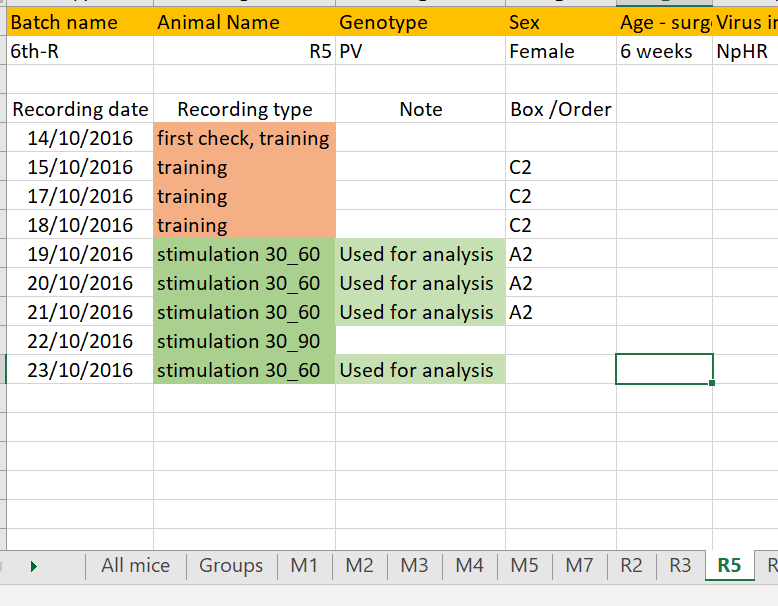 Batch name Animal Name Genotype Sex Age - surg Virus in
6th-R R5 PV Female 6 weeks NpHR
Recording date Recording type Note Box /Order
14/10/2016 first check, training
15/10/2016 training C2
17/10/2016 training C2
18/10/2016 training C2
19/10/2016 stimulation 30_60 Used for analysis A2
20/10/2016 stimulation 30_60 Used for analysis A2
21/10/2016 stimulation 30_60 Used for analysis A2
22/10/2016 stimulation 30_90
23/10/2016 stimulation 30_60 Used for analysis
All mice Groups M1 M2 M3 M4 M5 M7 R2 R3 R5 R